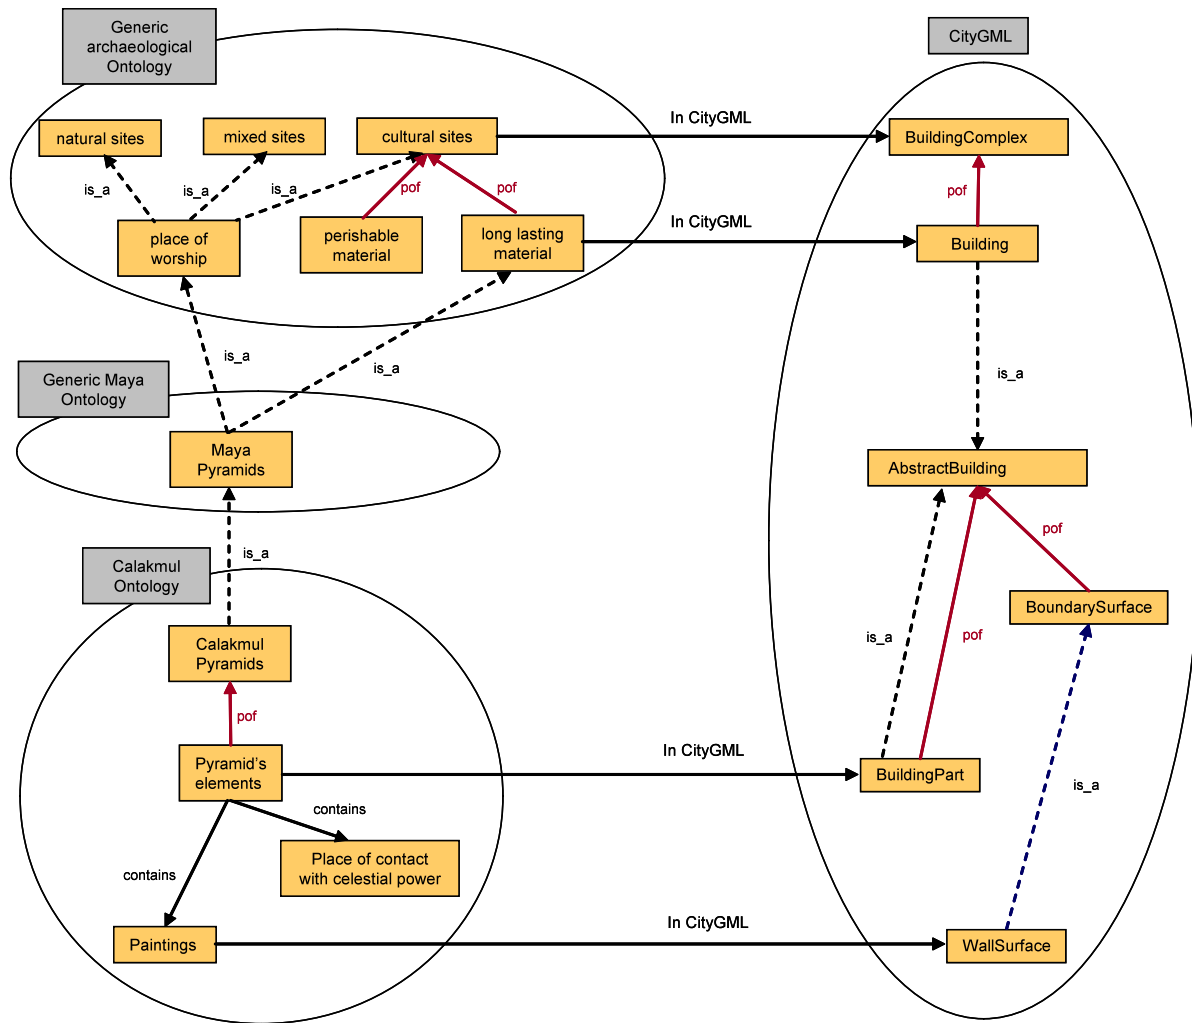 Generic
archaeological
Ontology
CityGML
natural sites
mixed sites
cultural sites
In CityGML
BuildingComplex
is_a
is_a
is_a
pof
pof
pof
place of
worship
perishable
material
long lasting
material
In CityGML
Building
is_a
is_a
is_a
Generic Maya
Ontology
Maya
Pyramids
AbstractBuilding
is_a
pof
Calakmul
Ontology
BoundarySurface
Calakmul
Pyramids
is_a
pof
pof
Pyramid's
elements
In CityGML
BuildingPart
is_a
contains
Place of contact
with celestial power
contains
Paintings
In CityGML
WallSurface